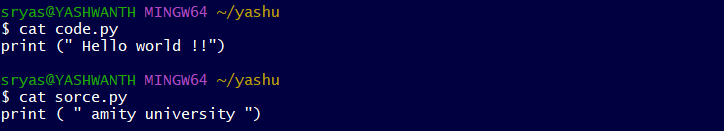 sryas@YASHWANTH MINGW64 ~/yashu
$ cat code.py
print (" Hello world !!")
sryas@YASHWANTH MINGW64 ~/yashu
$ cat sorce.py
print ( " amity university ")